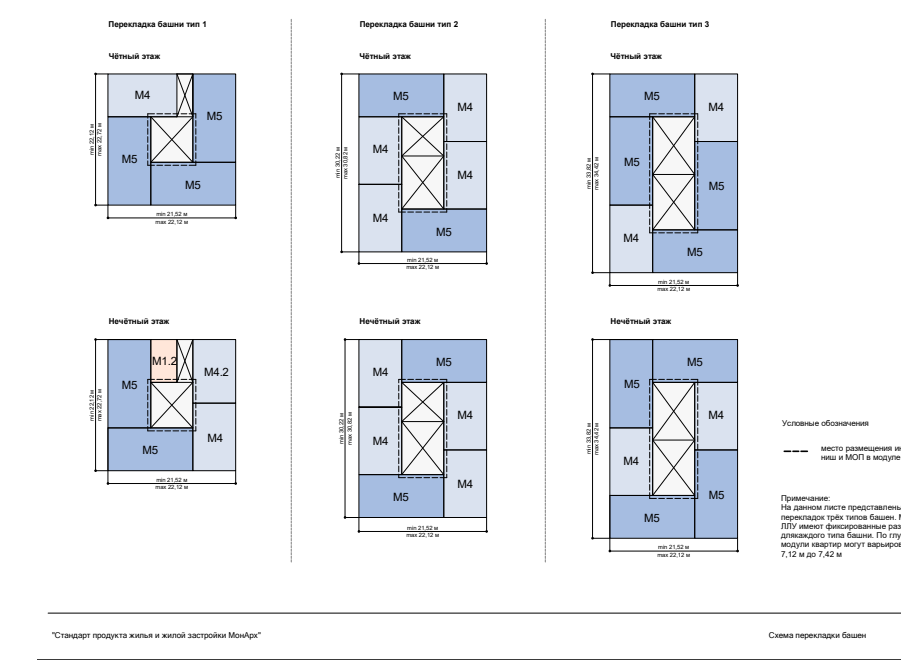 Перекладка башни тип 1
Перекладка башни тип 2
Перекладка башни тип 3
Чётный этаж
Чётный этаж
Чётный этаж
M4
M5
M5
M5
min 22,12 м
max 22,72 м
min 21,52 м
max 22,12 м
M5
M4
M4
M4
M4
M5
min 30,22 м
max 30,82 м
min 21,52 м
max 22,12 м
M5
M4
M5
M5
M4
M5
min 33,82 м
max 34,42 м
min 21,52 м
max 22,12 м
Нечётный этаж
Нечётный этаж
Нечётный этаж
M5
M1.2
M4.2
M4
M5
min 22,12 м
max 22,72 м
min 21,52 м
max 22,12 м
M4
M5
M4
M4
M4
M5
min 30,22 м
max 30,82 м
min 21,52 м
max 22,12 м
M5
M5
M4
M4
M5
M5
min 33,82 м
max 34,42 м
min 21,52 м
max 22,12 м
Условные обозначения
место размещения ин
ниш и МОП в модуле
Примечание:
На данном листе представлены
перекладок трёх типов башен. М
ЛЛУ имеют фиксированные раз
длякаждого типа башни. По глу
модули квартир могут варьиров
7,12 м до 7,42 м
"Стандарт продукта жилья и жилой застройки МонАрх"
Схема перекладки башен